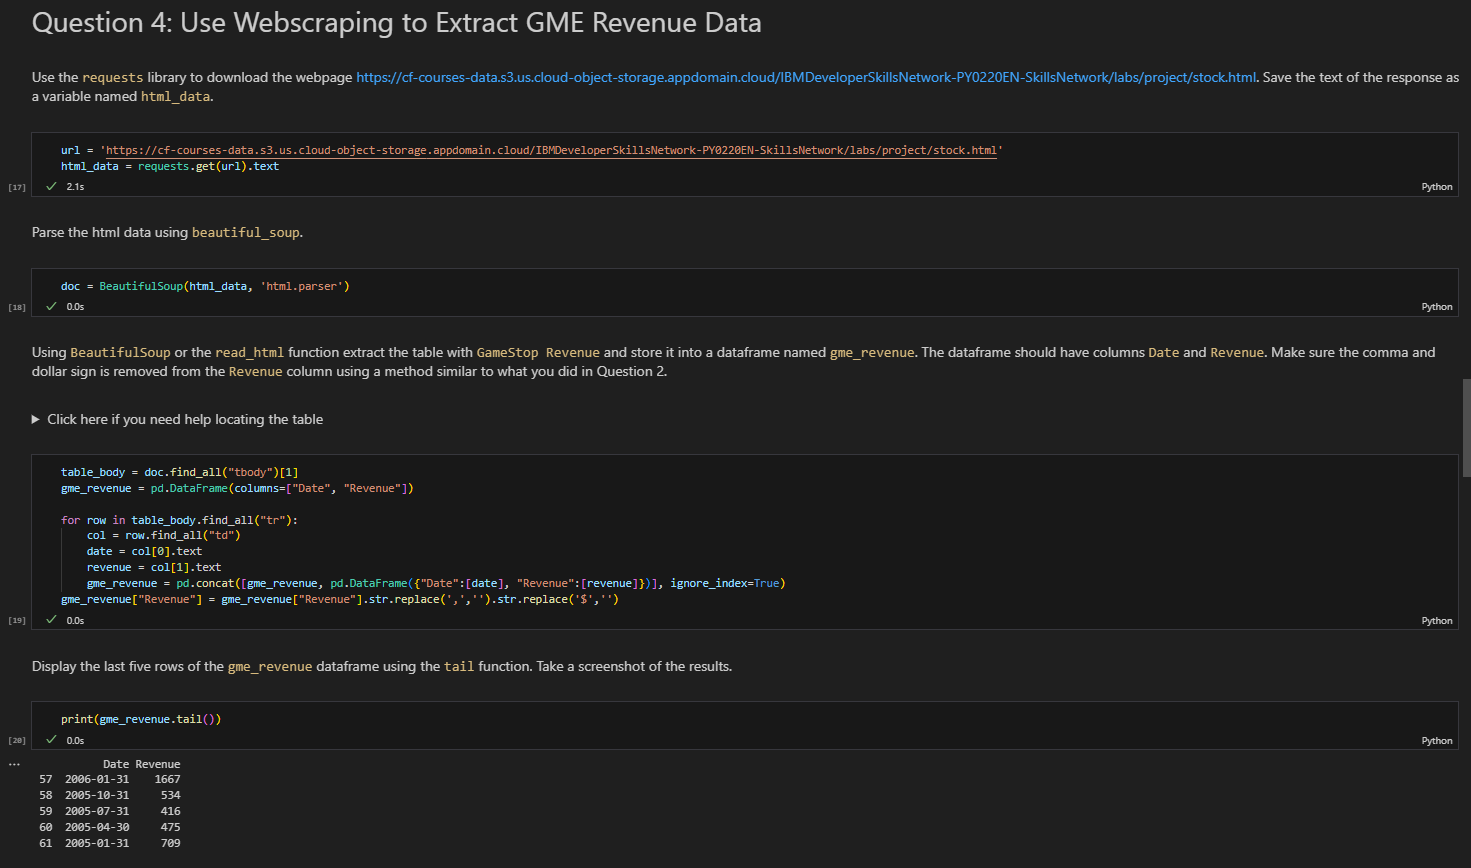 Question 4: Use Webscraping to Extract GME Revenue Data
Use the requests library to download the webpage https://cf-courses-data.s3.us.cloud-object-storage.appdomain.cloud/IBMDeveloperSkillsNetwork-PY0220EN-SkillsNetwork/labs/project/stock.html. Save the text of the response as
a variable named html_data.
url = 'https://cf-courses-data.s3.us.cloud-object-storage.appdomain.cloud/IBMDeveloperSkillsNetwork-PY0220EN-SkillsNetwork/labs/project/stock.html'
html_data = requests.get(url).text
[17] 2.1s Python
Parse the html data using beautiful_soup.
doc = BeautifulSoup(html_data, 'html.parser')
[18] 0.0s Python
Using BeautifulSoup or the read_html function extract the table with GameStop Revenue and store it into a dataframe named gme_revenue. The dataframe should have columns Date and Revenue. Make sure the comma and
dollar sign is removed from the Revenue column using a method similar to what you did in Question 2.
Click here if you need help locating the table
table_body = doc.find_all("tbody")[1]
gme_revenue = pd.DataFrame(columns=["Date", "Revenue"])
for row in table_body.find_all("tr"):
    col = row.find_all("td")
    date = col[0].text
    revenue = col[1].text
    gme_revenue = pd.concat([gme_revenue, pd.DataFrame({"Date":[date], "Revenue":[revenue]})], ignore_index=True)
gme_revenue["Revenue"] = gme_revenue["Revenue"].str.replace(',','').str.replace('$','')
[19] 0.0s Python
Display the last five rows of the gme_revenue dataframe using the tail function. Take a screenshot of the results.
print(gme_revenue.tail())
[20] 0.0s Python
... Date Revenue
57 2006-01-31 1667
58 2005-10-31 534
59 2005-07-31 416
60 2005-04-30 475
61 2005-01-31 709